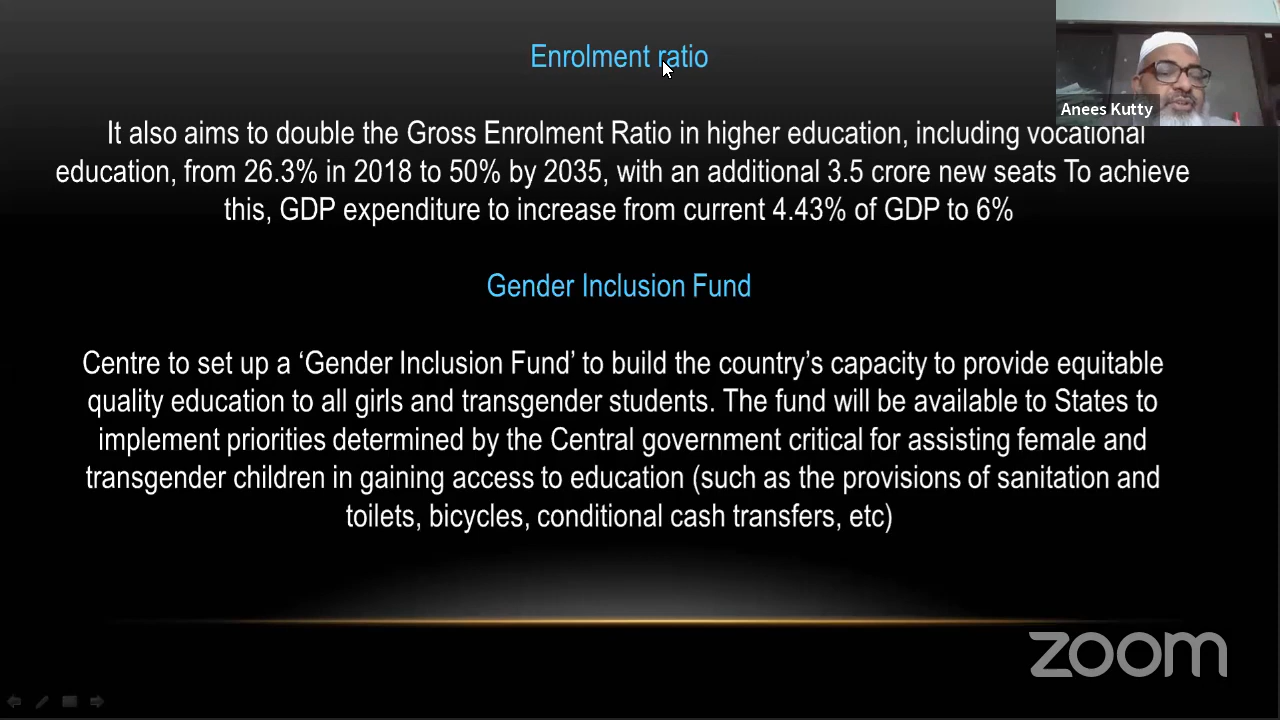 Enrolment ratio
Anees Kutty
It also aims to double the Gross Enrolment Ratio in higher education, including vocational
education, from 26.3% in 2018 to 50% by 2035, with an additional 3.5 crore new seats To achieve
this, GDP expenditure to increase from current 4.43% of GDP to 6%
Gender Inclusion Fund
Centre to set up a ‘Gender Inclusion Fund’ to build the country’s capacity to provide equitable
quality education to all girls and transgender students. The fund will be available to States to
implement priorities determined by the Central government critical for assisting female and
transgender children in gaining access to education (such as the provisions of sanitation and
toilets, bicycles, conditional cash transfers, etc)
zoom